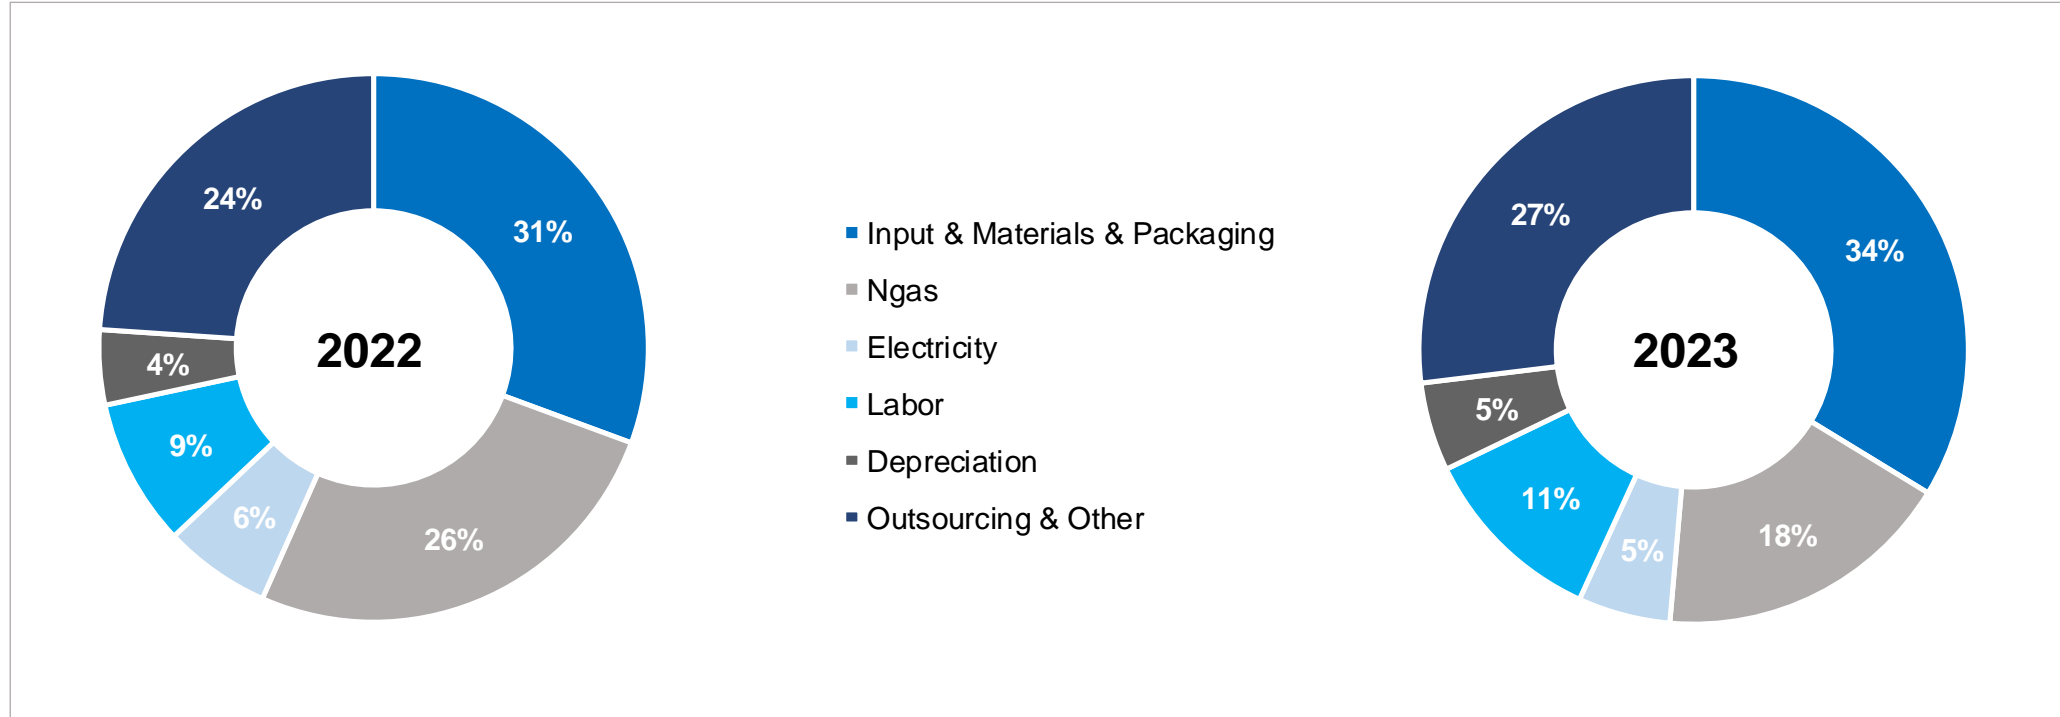 24%
31%
4%
2022
9%
6%
26%
Input & Materials & Packaging
Ngas
Electricity
Labor
Depreciation
Outsourcing & Other
27%
34%
2023
5%
11%
5%
18%